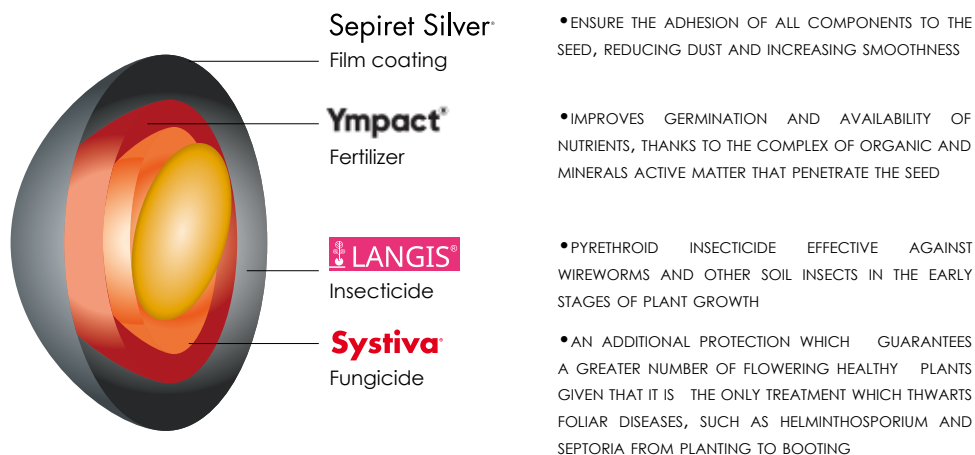 Sepiret Silver®
Film coating
• ENSURE THE ADHESION OF ALL COMPONENTS TO THE
SEED, REDUCING DUST AND INCREASING SMOOTHNESS
Ympact®
Fertilizer
• IMPROVES GERMINATION AND AVAILABILITY OF
NUTRIENTS, THANKS TO THE COMPLEX OF ORGANIC AND
MINERALS ACTIVE MATTER THAT PENETRATE THE SEED
LANGIS®
Insecticide
• PYRETHROID INSECTICIDE EFFECTIVE AGAINST
WIREWORMS AND OTHER SOIL INSECTS IN THE EARLY
STAGES OF PLANT GROWTH
Systiva®
Fungicide
• AN ADDITIONAL PROTECTION WHICH GUARANTEES
A GREATER NUMBER OF FLOWERING HEALTHY PLANTS
GIVEN THAT IT IS THE ONLY TREATMENT WHICH THWARTS
FOLIAR DISEASES, SUCH AS HELMINTHOSPORIUM AND
SEPTORIA FROM PLANTING TO BOOTING